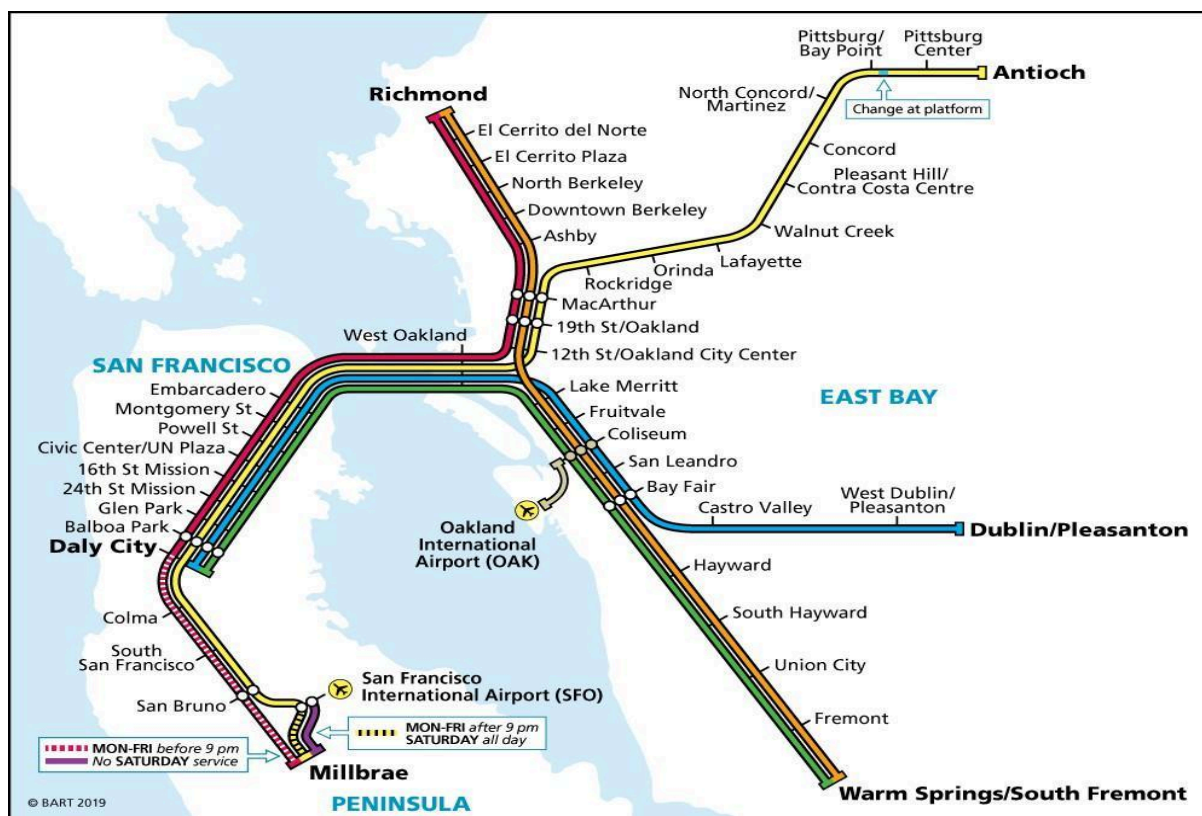 Pittsburg/
Bay Point
Pittsburg
Center
Antioch
Change at platform
North Concord/
Martinez
Concord
Pleasant Hill/
Contra Costa Centre
Walnut Creek
Lafayette
Orinda
Rockridge
Richmond
El Cerrito del Norte
El Cerrito Plaza
North Berkeley
Downtown Berkeley
Ashby
MacArthur
19th St/Oakland
12th St/Oakland City Center
West Oakland
SAN FRANCISCO
Embarcadero
Montgomery St
Powell St
Civic Center/UN Plaza
16th St Mission
24th St Mission
Glen Park
Balboa Park
Daly City
EAST BAY
Lake Merritt
Fruitvale
Coliseum
San Leandro
Bay Fair
Castro Valley
West Dublin/
Pleasanton
Dublin/Pleasanton
Oakland
International
Airport (OAK)
Hayward
South Hayward
Union City
Fremont
Warm Springs/South Fremont
Colma
South
San Francisco
San Bruno
San Francisco
International Airport (SFO)
MON-FRI before 9 pm
No SATURDAY service
MON-FRI after 9 pm
SATURDAY all day
Millbrae
PENINSULA
© BART 2019